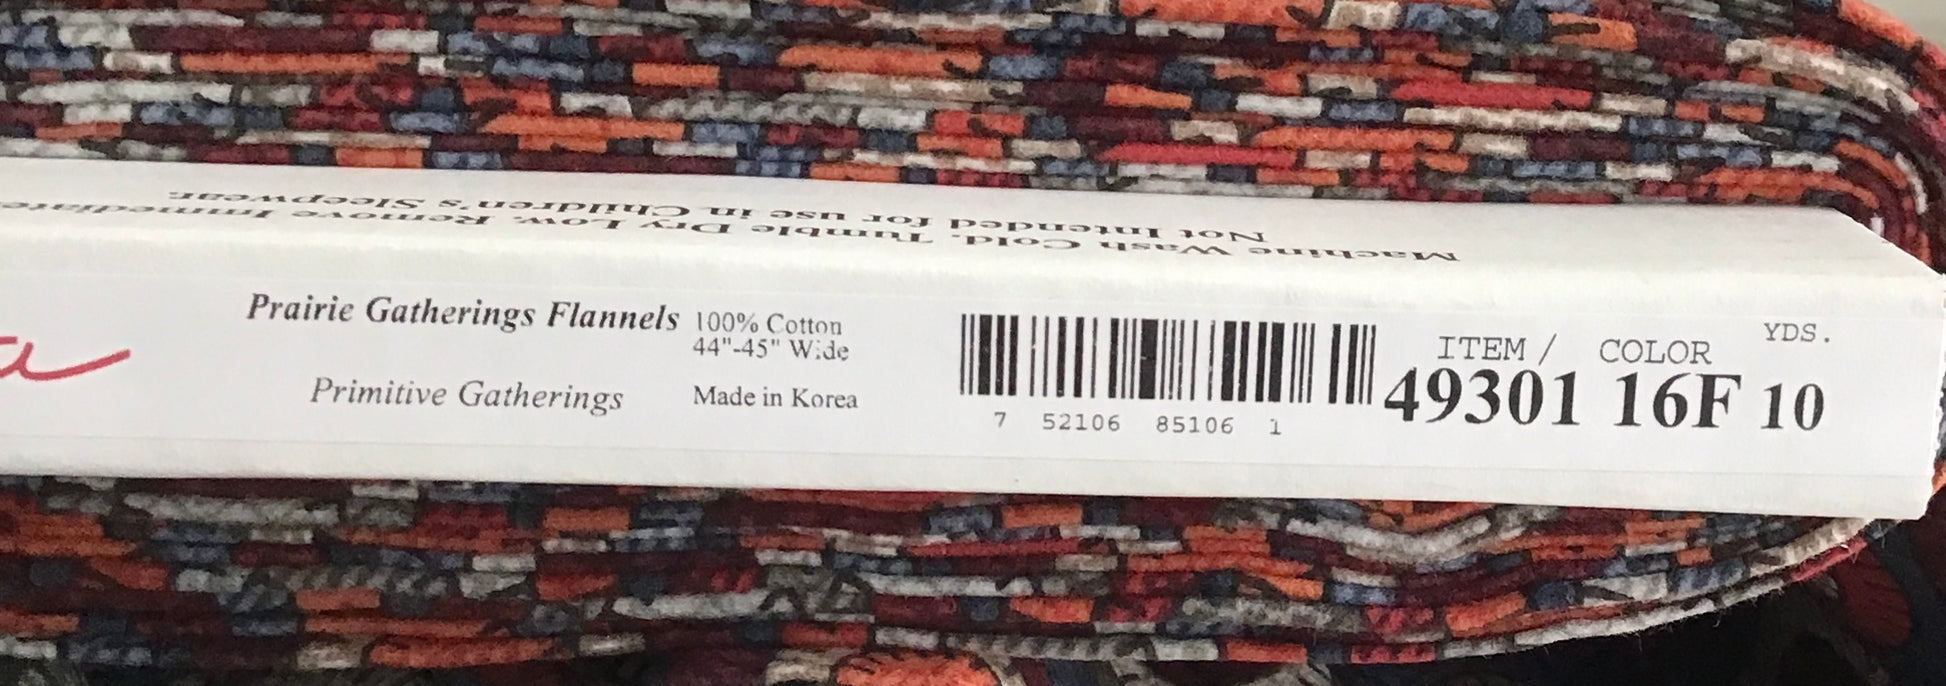 Machine Wash Cold. Tumble Dry Low. Remove
Not Intended for use in Children's Sleepwear.
Prairie Gatherings Flannels
Primitive Gatherings
100% Cotton
44"-45" Wide
Made in Korea
7 52106 85106 1
ITEM / COLOR YDS.
49301 16F 10